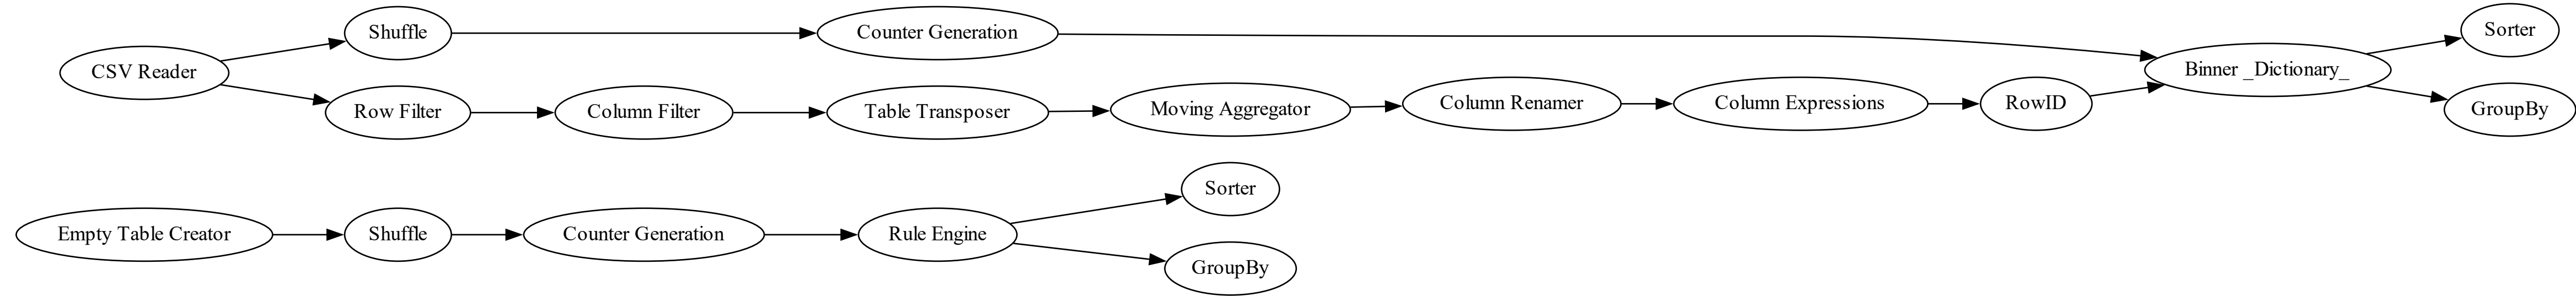 CSV Reader
Shuffle
Counter Generation
Row Filter
Column Filter
Table Transposer
Moving Aggregator
Column Renamer
Column Expressions
RowID
Binner _Dictionary_
Sorter
GroupBy
Empty Table Creator
Shuffle
Counter Generation
Rule Engine
Sorter
GroupBy